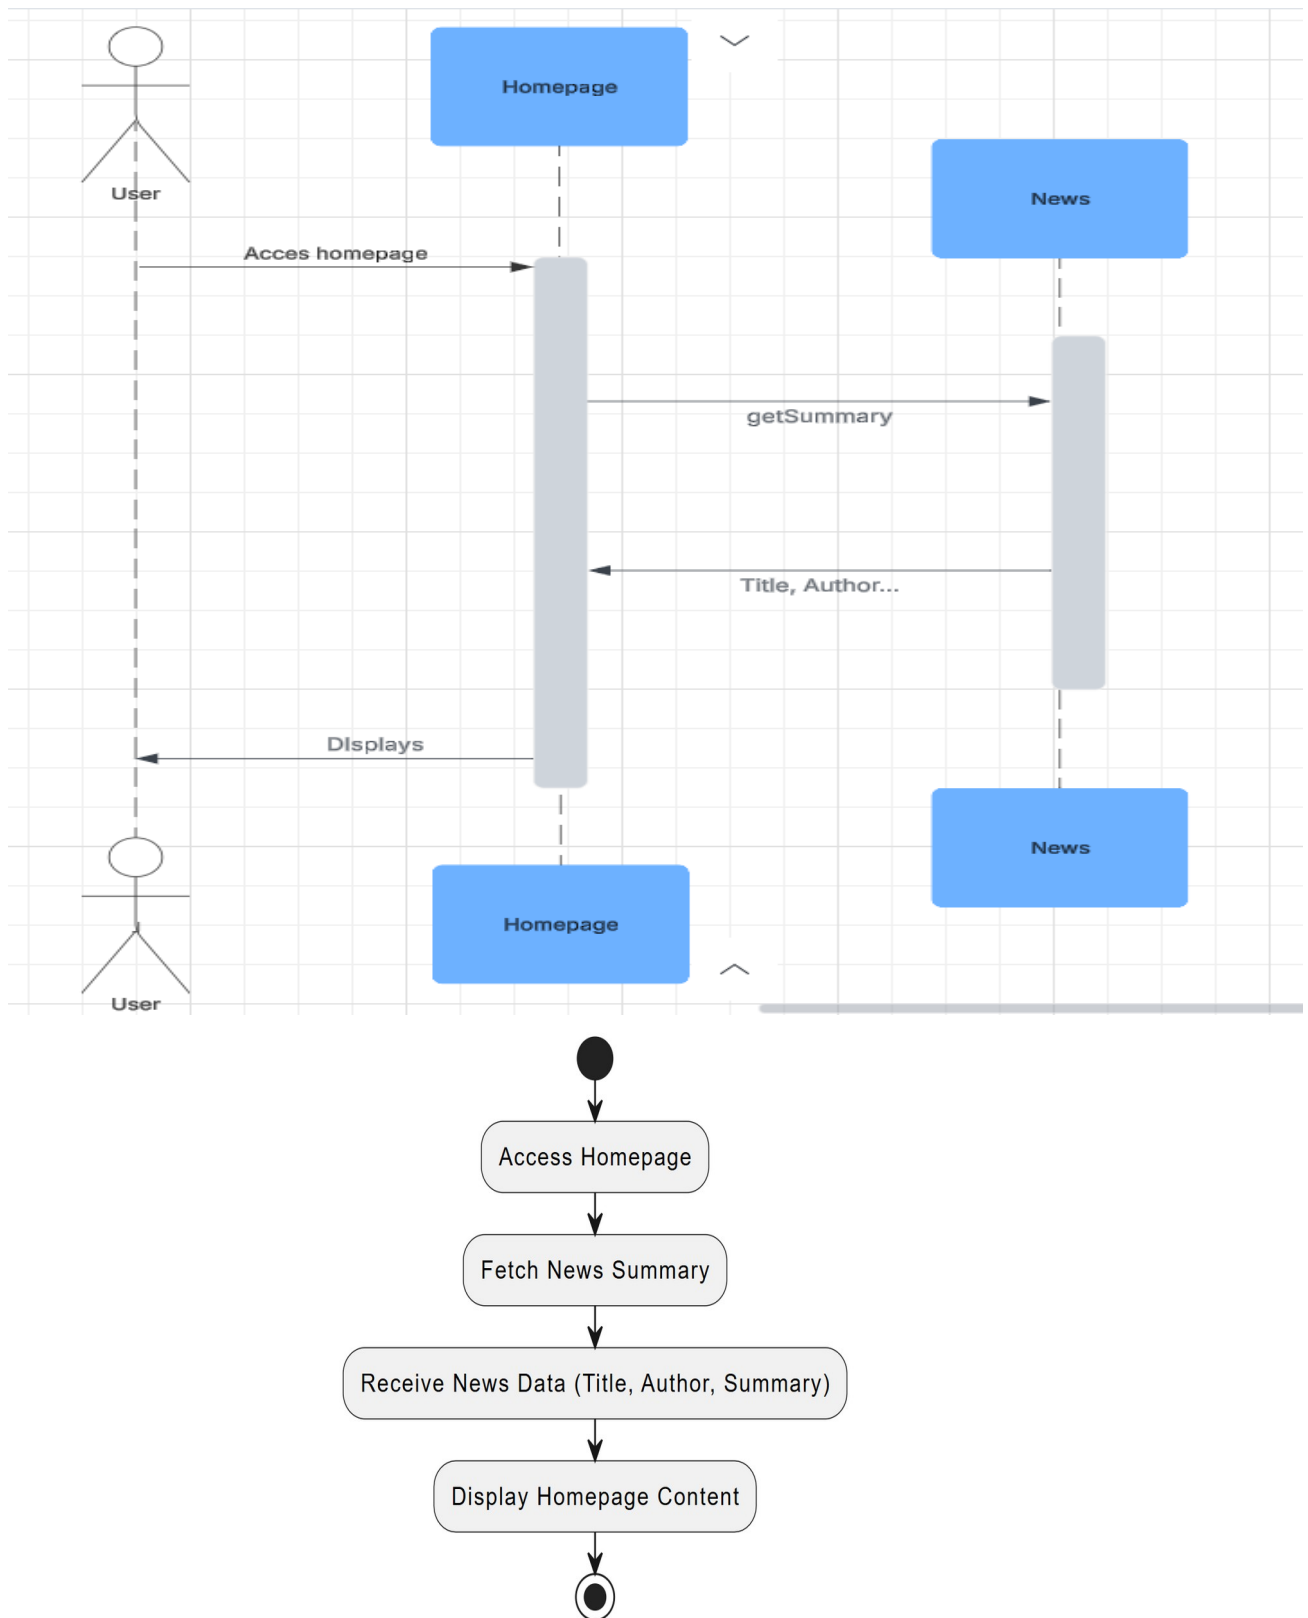 Homepage
News
User
Acces homepage
getSummary
Title, Author...
DIsplays
News
Homepage
User
Access Homepage
Fetch News Summary
Receive News Data (Title, Author, Summary)
Display Homepage Content